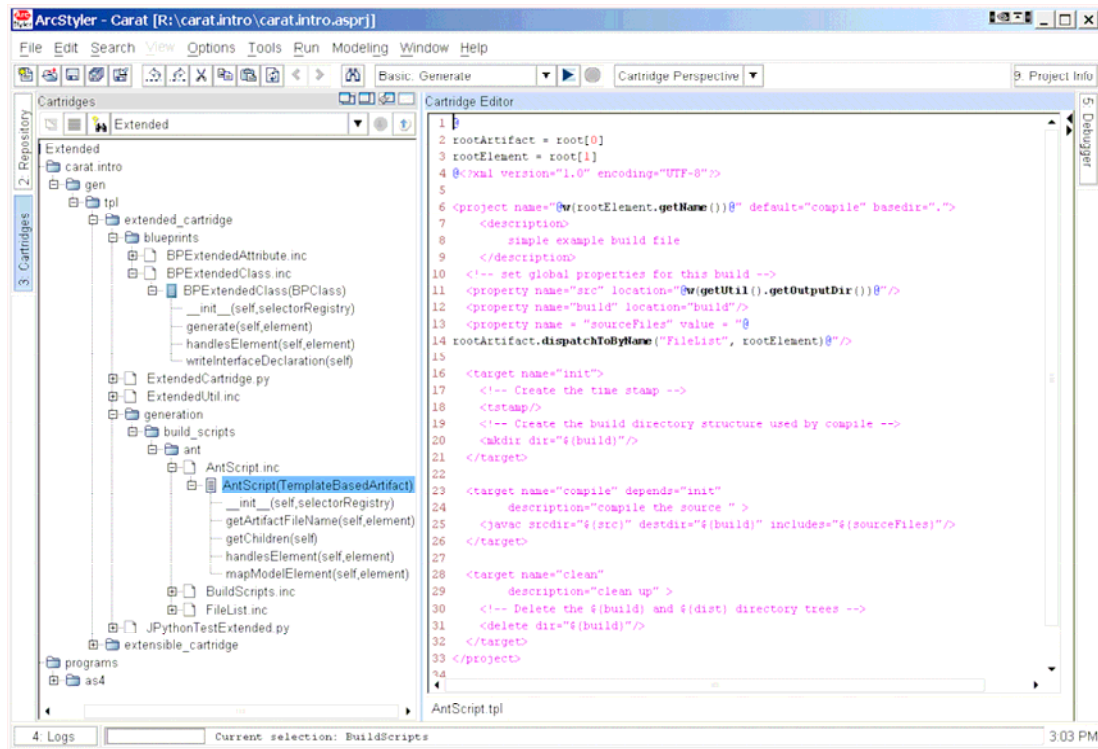 ArcStyler - Carat [R:\carat.intro\carat.intro.asprj]
File Edit Search View Options Tools Run Modeling Window Help
Basic: Generate
Cartridge Perspective
9. Project Info
Cartridges
Extended
Extended
carat.intro
gen
tpl
extended_cartridge
blueprints
BPExtendedAttribute.inc
BPExtendedClass.inc
BPExtendedClass(BPClass)
__init__(self,selectorRegistry)
generate(self,element)
handlesElement(self,element)
writeInterfaceDeclaration(self)
ExtendedCartridge.py
ExtendedUtil.inc
generation
build_scripts
ant
AntScript.inc
AntScript(TemplateBasedArtifact)
__init__(self,selectorRegistry)
getArtifactFileName(self,element)
getChildren(self)
handlesElement(self,element)
mapModelElement(self,element)
BuildScripts.inc
FileList.inc
JPythonTestExtended.py
extensible_cartridge
programs
as4
2: Repository
3: Cartridges
Cartridge Editor
1 @
2 rootArtifact = root[0]
3 rootElement = root[1]
4 @<?xml version="1.0" encoding="UTF-8"?>
5
6 <project name="@w(rootElement.getName())@" default="compile" basedir=".">
7 <description>
8 simple example build file
9 </description>
10 <!-- set global properties for this build -->
11 <property name="src" location="@w(getUtil().getOutputDir())@"/>
12 <property name="build" location="build"/>
13 <property name = "sourceFiles" value = "@
14 rootArtifact.dispatchToByName("FileList", rootElement)@"/>
15
16 <target name="init">
17 <!-- Create the time stamp -->
18 <tstamp/>
19 <!-- Create the build directory structure used by compile -->
20 <mkdir dir="${build}"/>
21 </target>
22
23 <target name="compile" depends="init"
24 description="compile the source " >
25 <javac srcdir="${src}" destdir="${build}" includes="${sourceFiles}"/>
26 </target>
27
28 <target name="clean"
29 description="clean up" >
30 <!-- Delete the ${build} and ${dist} directory trees -->
31 <delete dir="${build}"/>
32 </target>
33 </project>
34
AntScript.tpl
5: Debugger
4: Logs
Current selection: BuildScripts
3:03 PM